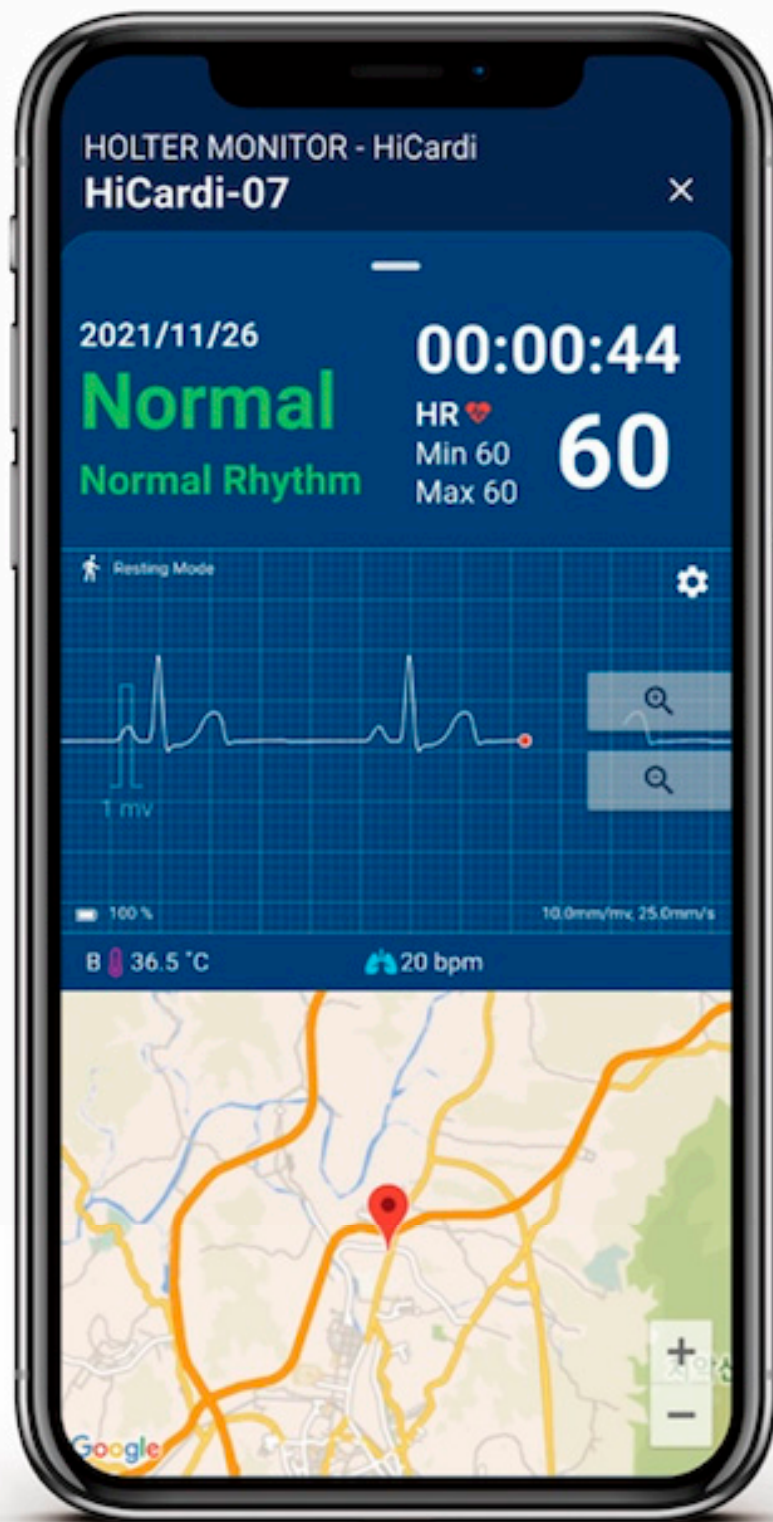 HOLTER MONITOR - HiCardi
HiCardi-07
2021/11/26
Normal
Normal Rhythm
00:00:44
HR
Min 60
Max 60
60
Resting Mode
1 mv
100 %
10.0mm/mv, 25.0mm/s
B 36.5 °C
20 bpm
Google